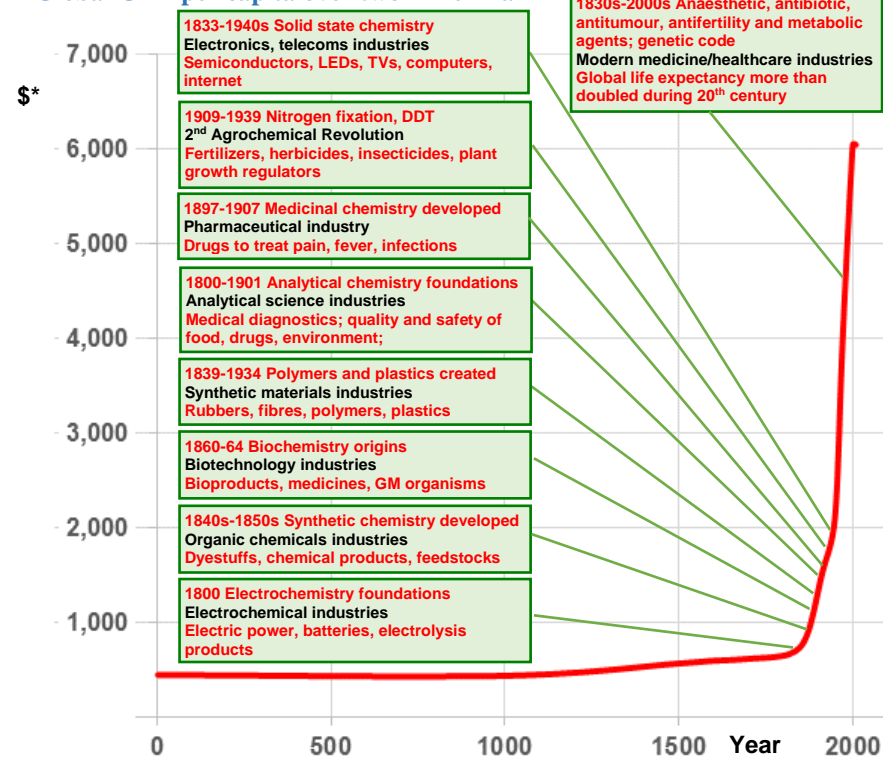 1830s-2000s Anaesthetic, antibiotic,
antitumour, antifertility and metabolic
agents; genetic code
Modern medicine/healthcare industries
Global life expectancy more than
doubled during 20th century
1833-1940s Solid state chemistry
Electronics, telecoms industries
Semiconductors, LEDs, TVs, computers,
internet
1909-1939 Nitrogen fixation, DDT
2nd Agrochemical Revolution
Fertilizers, herbicides, insecticides, plant
growth regulators
1897-1907 Medicinal chemistry developed
Pharmaceutical industry
Drugs to treat pain, fever, infections
1800-1901 Analytical chemistry foundations
Analytical science industries
Medical diagnostics; quality and safety of
food, drugs, environment;
1839-1934 Polymers and plastics created
Synthetic materials industries
Rubbers, fibres, polymers, plastics
1860-64 Biochemistry origins
Biotechnology industries
Bioproducts, medicines, GM organisms
1840s-1850s Synthetic chemistry developed
Organic chemicals industries
Dyestuffs, chemical products, feedstocks
1800 Electrochemistry foundations
Electrochemical industries
Electric power, batteries, electrolysis
products
$*
7,000
6,000
5,000
4,000
3,000
2,000
1,000
0
500
1000
1500
Year
2000